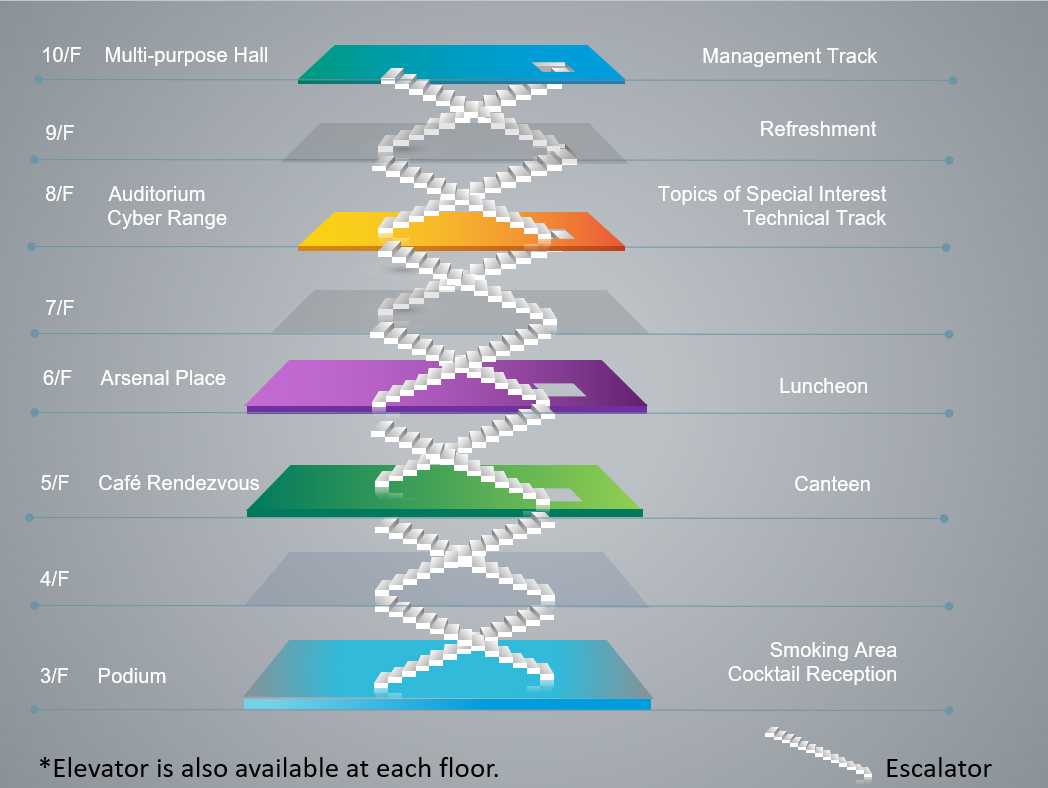 10/F Multi-purpose Hall Management Track
9/F Refreshment
8/F Auditorium Topics of Special Interest
Cyber Range Technical Track
7/F
6/F Arsenal Place Luncheon
5/F Café Rendezvous Canteen
4/F
Smoking Area
3/F Podium Cocktail Reception
*Elevator is also available at each floor. Escalator